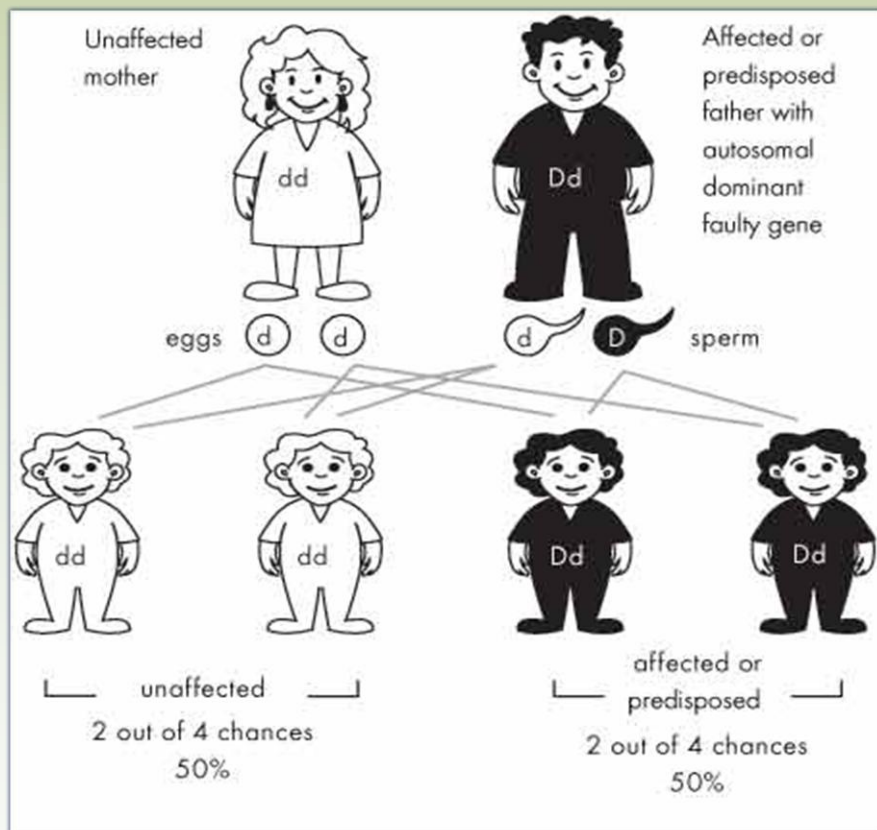 Unaffected
mother
Affected or
predisposed
father with
autosomal
dominant
faulty gene
dd
Dd
eggs
d
d
d
D
sperm
dd
dd
Dd
Dd
unaffected
2 out of 4 chances
50%
affected or
predisposed
2 out of 4 chances
50%